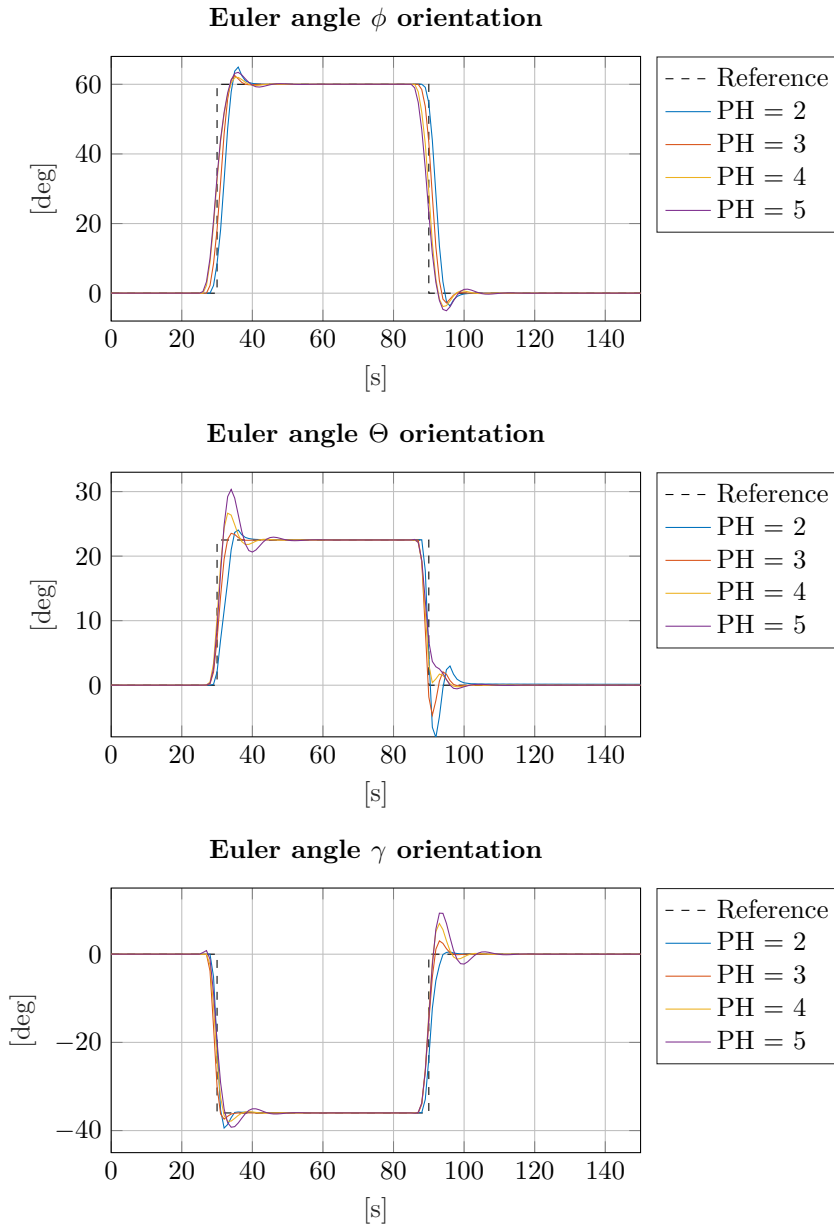 Euler angle ϕ orientation
60
40
20
0
[deg]
0 20 40 60 80 100 120 140
[s]
Reference
PH = 2
PH = 3
PH = 4
PH = 5
Euler angle Θ orientation
30
20
10
0
[deg]
0 20 40 60 80 100 120 140
[s]
Reference
PH = 2
PH = 3
PH = 4
PH = 5
Euler angle γ orientation
0
−20
−40
[deg]
0 20 40 60 80 100 120 140
[s]
Reference
PH = 2
PH = 3
PH = 4
PH = 5